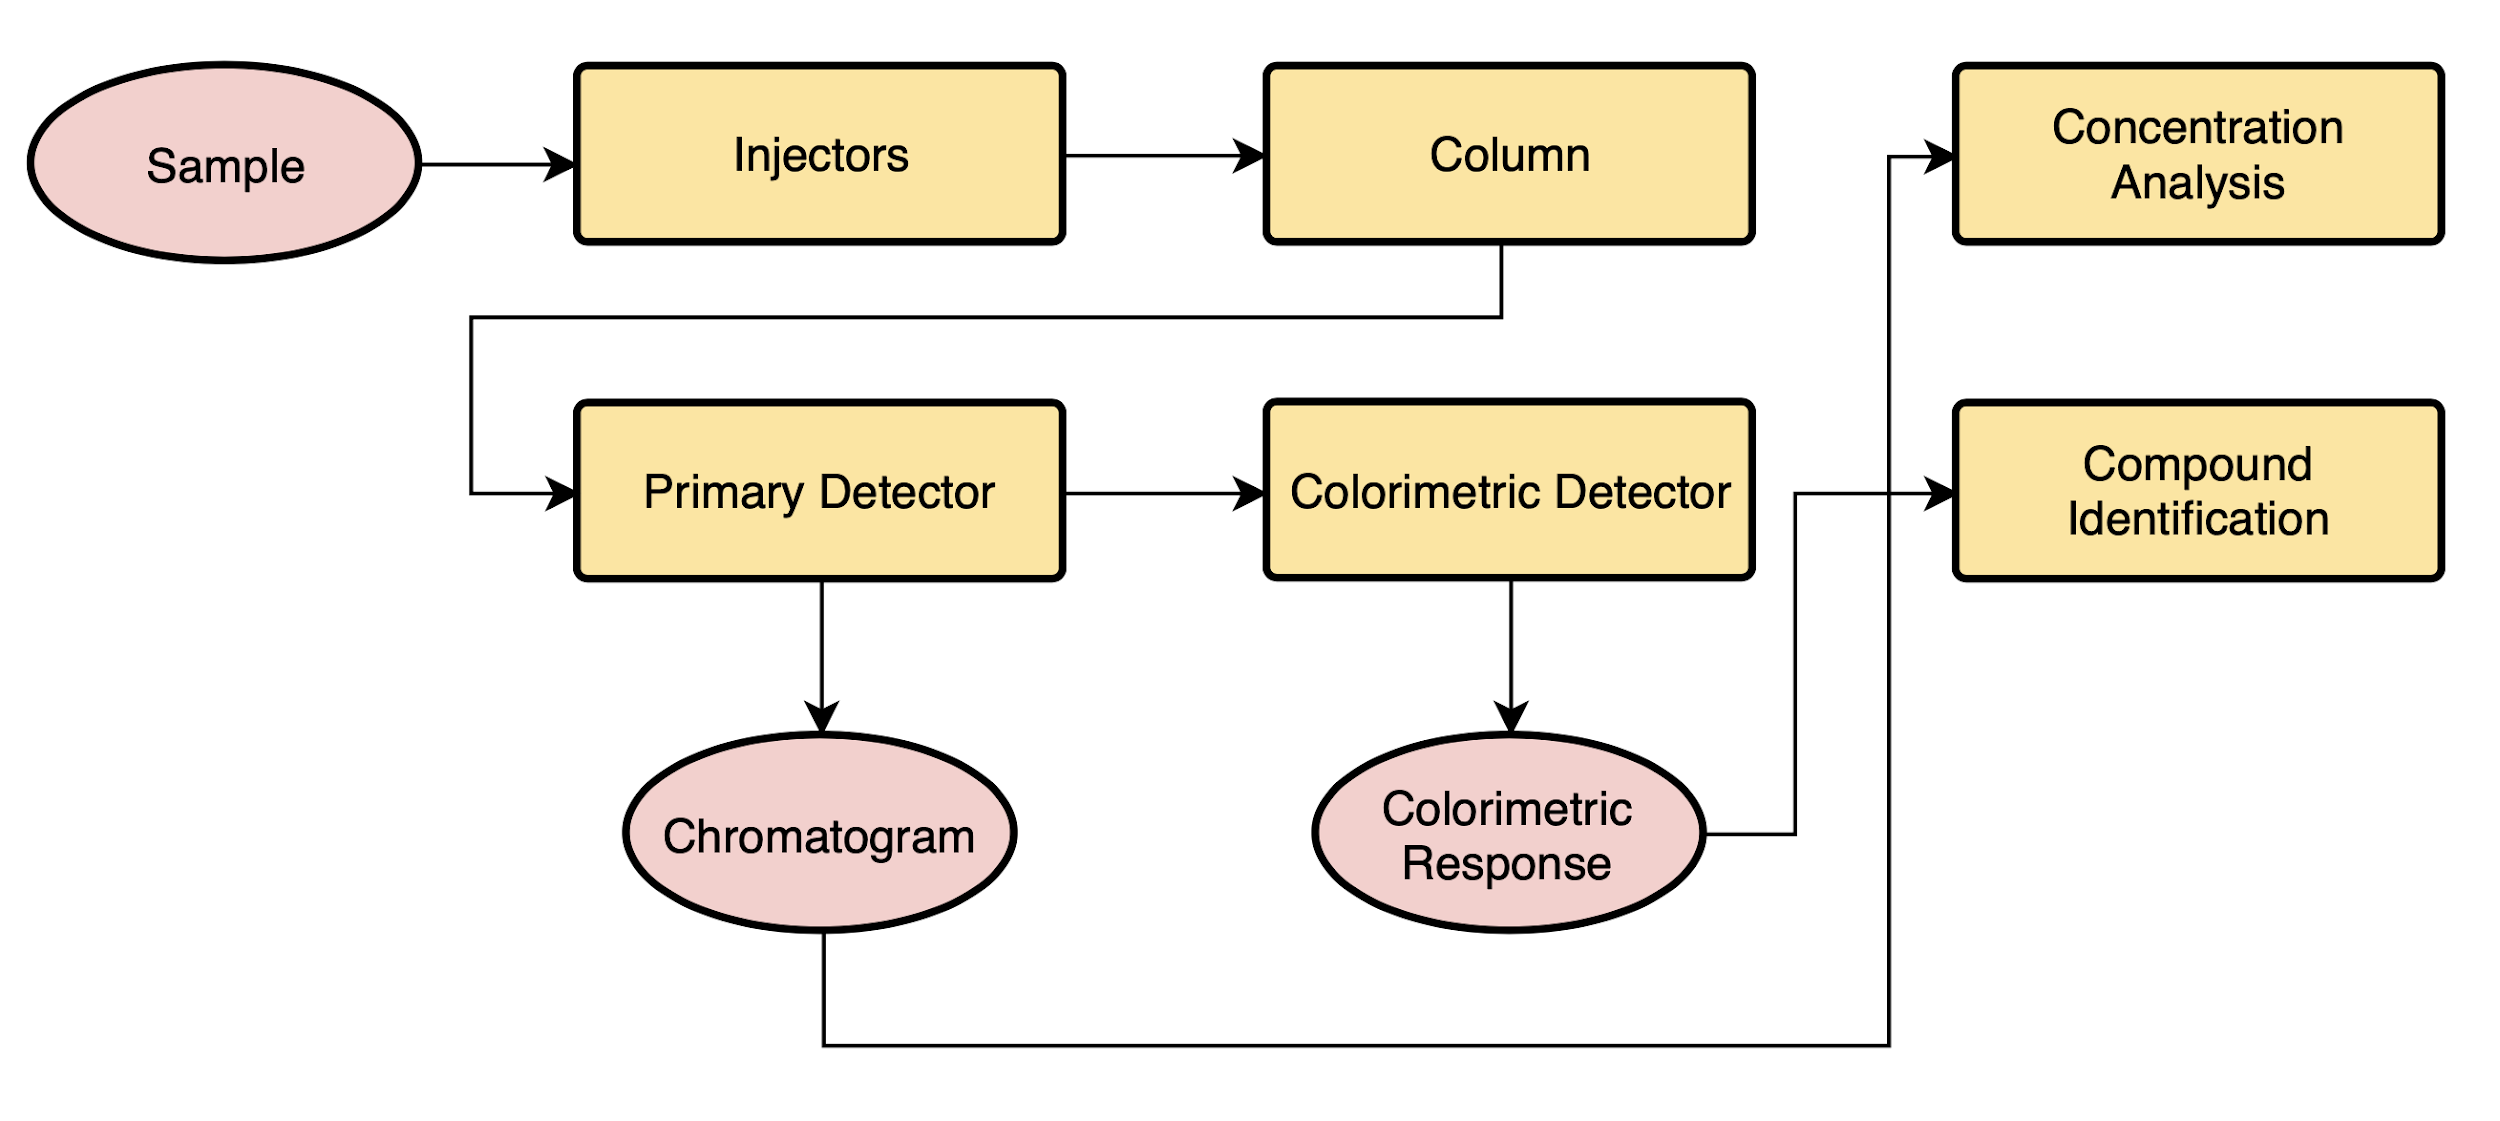 Sample
Injectors
Column
Concentration
Analysis
Primary Detector
Colorimetric Detector
Compound
Identification
Chromatogram
Colorimetric
Response